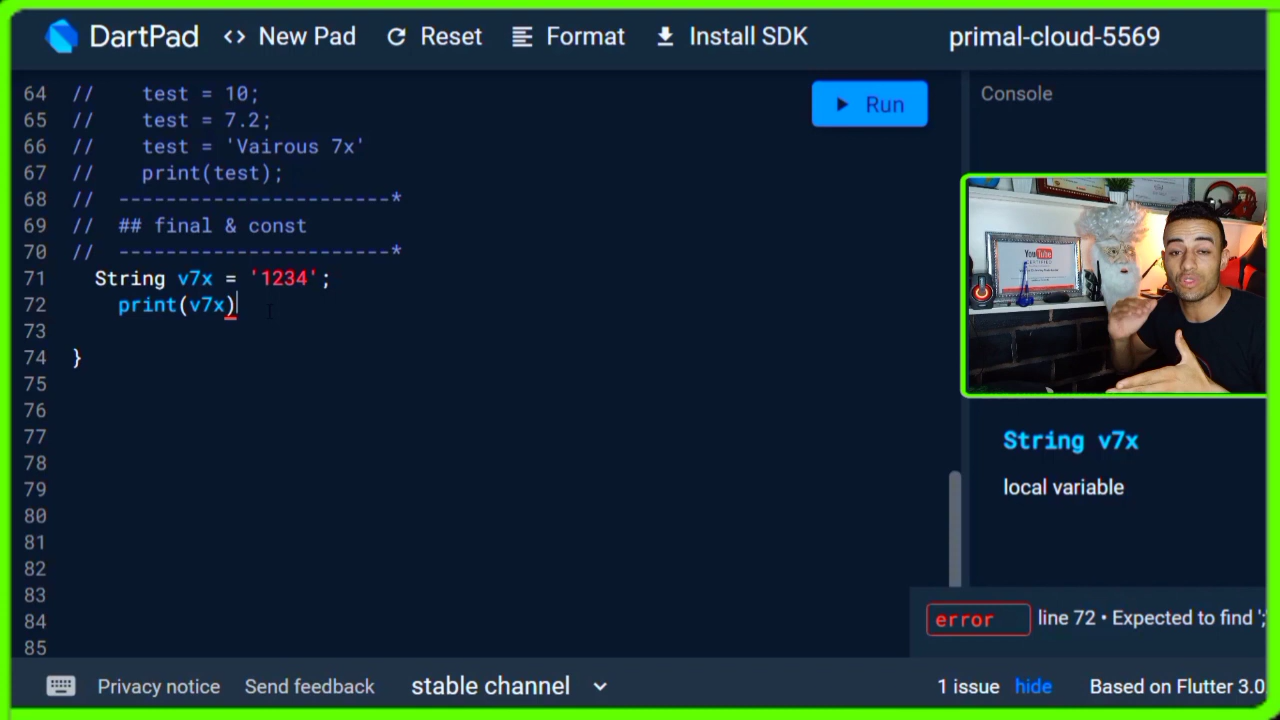 DartPad <> New Pad Reset Format Install SDK primal-cloud-5569
64 //    test = 10;
65 //    test = 7.2;
66 //    test = 'Vairous 7x'
67 //    print(test);
68 //  -----------------------*
69 //  ## final & const
70 //  -----------------------*
71   String v7x = '1234';
72     print(v7x)
73
74 }
75
76
77
78
79
80
81
82
83
84
85
Run
Console
YouTube
CERTIFIED
String v7x
local variable
error line 72 • Expected to find ';
Privacy notice Send feedback stable channel 1 issue hide Based on Flutter 3.0